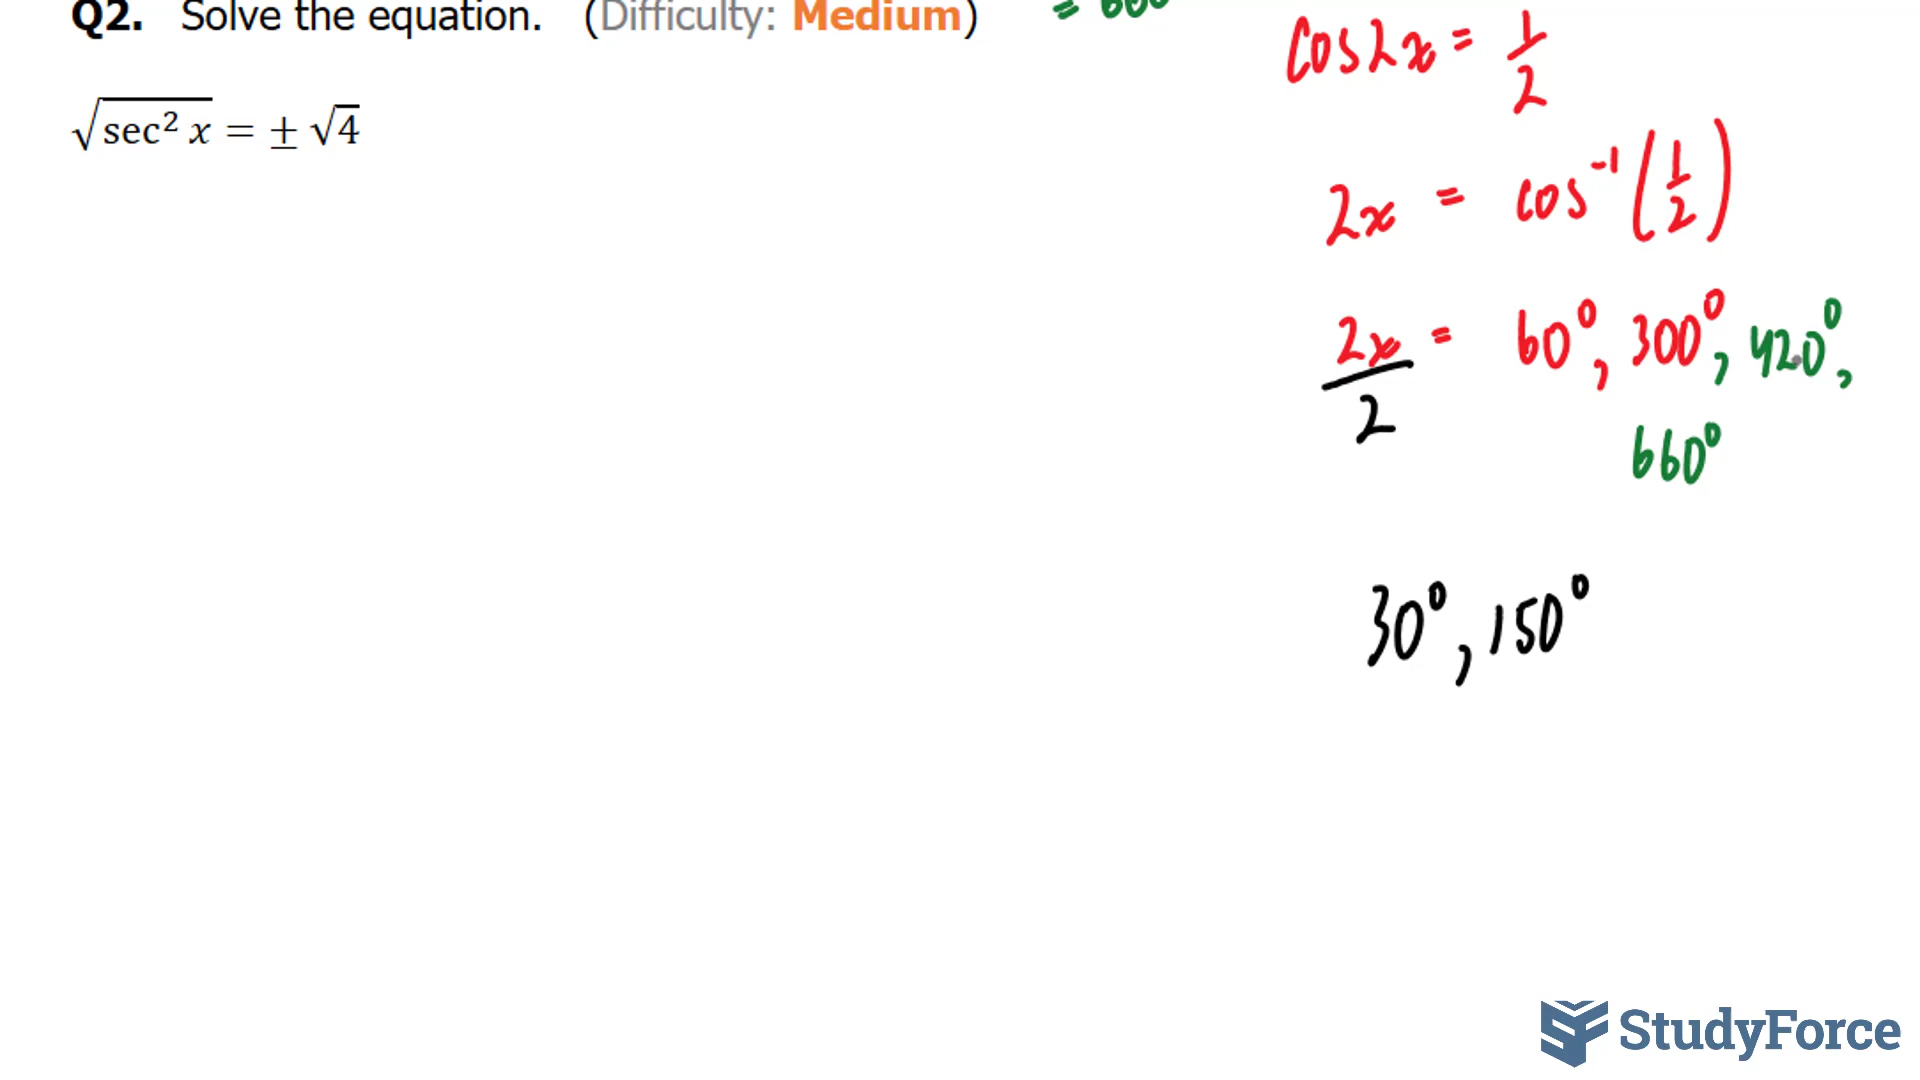 Q2. Solve the equation. (Difficulty: Medium)
√sec² x = ± √4
cos2x = 1/2
2x = cos⁻¹(1/2)
2x/2 = 60°, 300°, 420°,
660°
30°, 150°
StudyForce